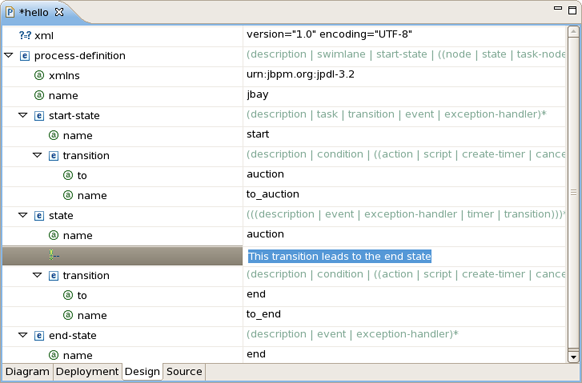 *hello
?=? xml version="1.0" encoding="UTF-8"
process-definition (description | swimlane | start-state | ((node | state | task-node
xmlns urn:jbpm.org:jpdl-3.2
name jbay
start-state (description | task | transition | event | exception-handler)*
name start
transition (description | condition | ((action | script | create-timer | cance
to auction
name to_auction
state (((description | event | exception-handler | timer | transition)))*
name auction
This transition leads to the end state
transition (description | condition | ((action | script | create-timer | cance
to end
name to_end
end-state (description | event | exception-handler)*
name end
Diagram Deployment Design Source